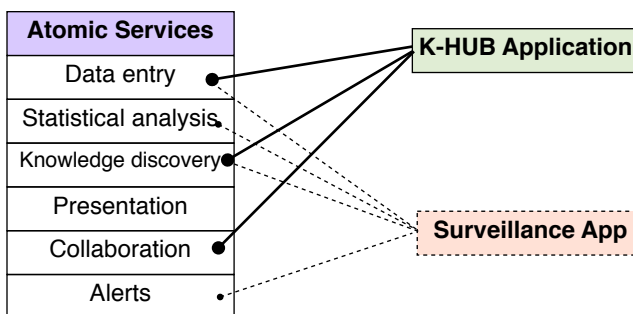 Atomic Services
Data entry
Statistical analysis
Knowledge discovery
Presentation
Collaboration
Alerts
K-HUB Application
Surveillance App